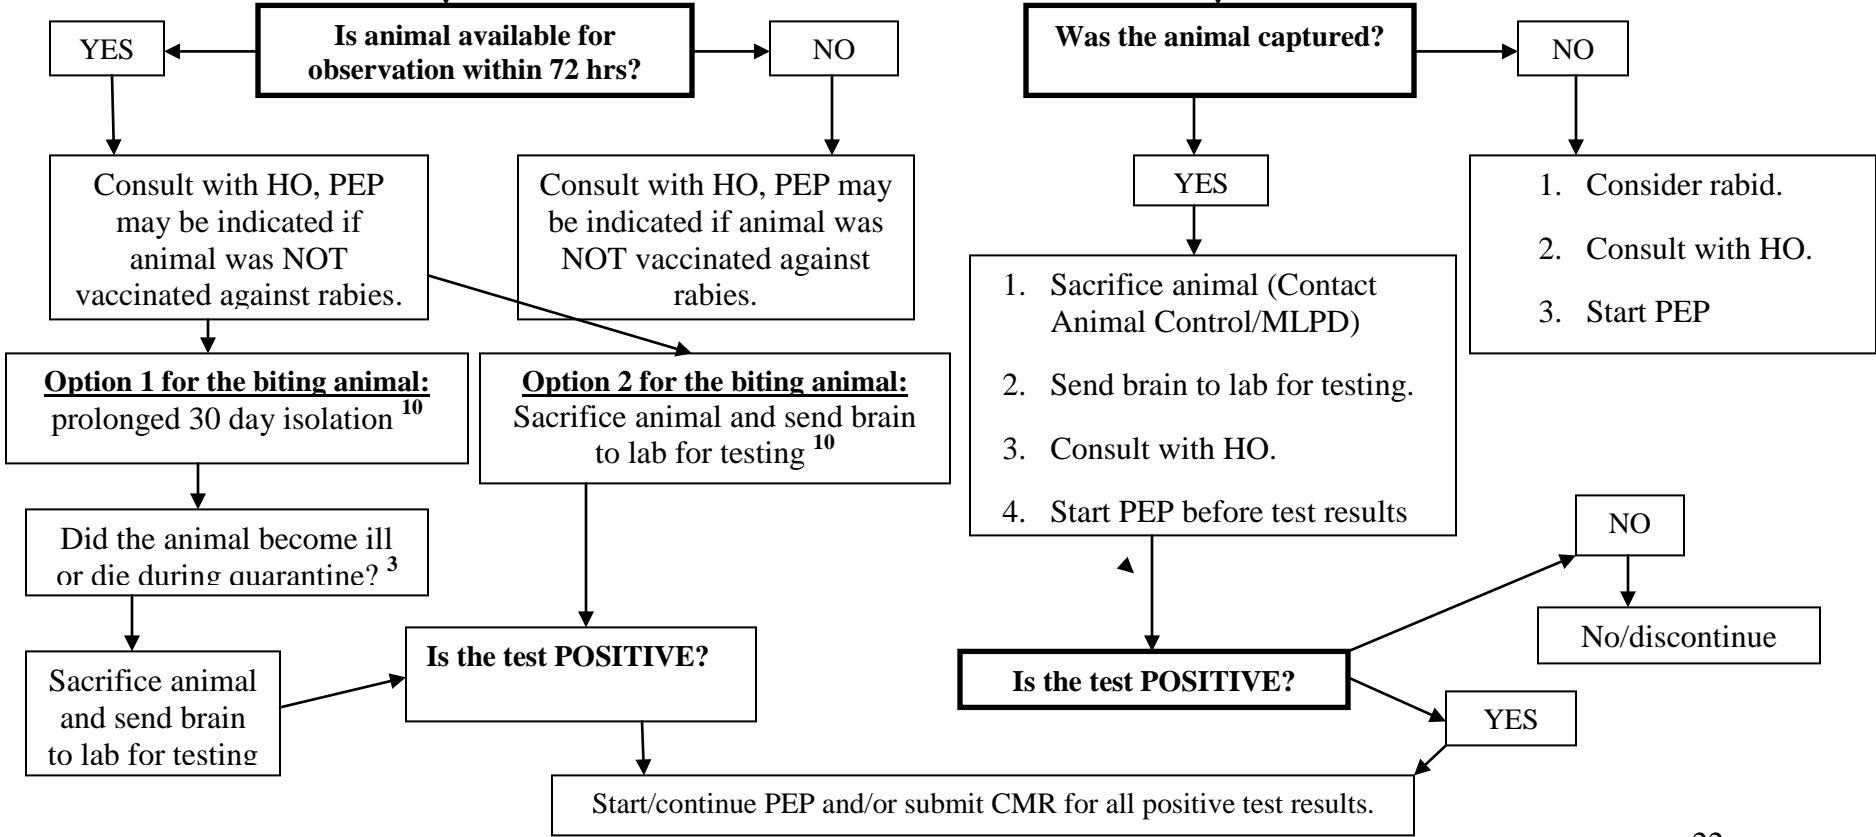 YES
Is animal available for
observation within 72 hrs?
NO
Consult with HO, PEP
may be indicated if
animal was NOT
vaccinated against rabies.
Consult with HO, PEP may
be indicated if animal was
NOT vaccinated against
rabies.
Option 1 for the biting animal:
prolonged 30 day isolation 10
Option 2 for the biting animal:
Sacrifice animal and send brain
to lab for testing 10
Did the animal become ill
or die during quarantine? 3
Sacrifice animal
and send brain
to lab for testing
Is the test POSITIVE?
Was the animal captured?
NO
YES
1. Consider rabid.
2. Consult with HO.
3. Start PEP
1. Sacrifice animal (Contact
Animal Control/MLPD)
2. Send brain to lab for testing.
3. Consult with HO.
4. Start PEP before test results
Is the test POSITIVE?
NO
No/discontinue
YES
Start/continue PEP and/or submit CMR for all positive test results.